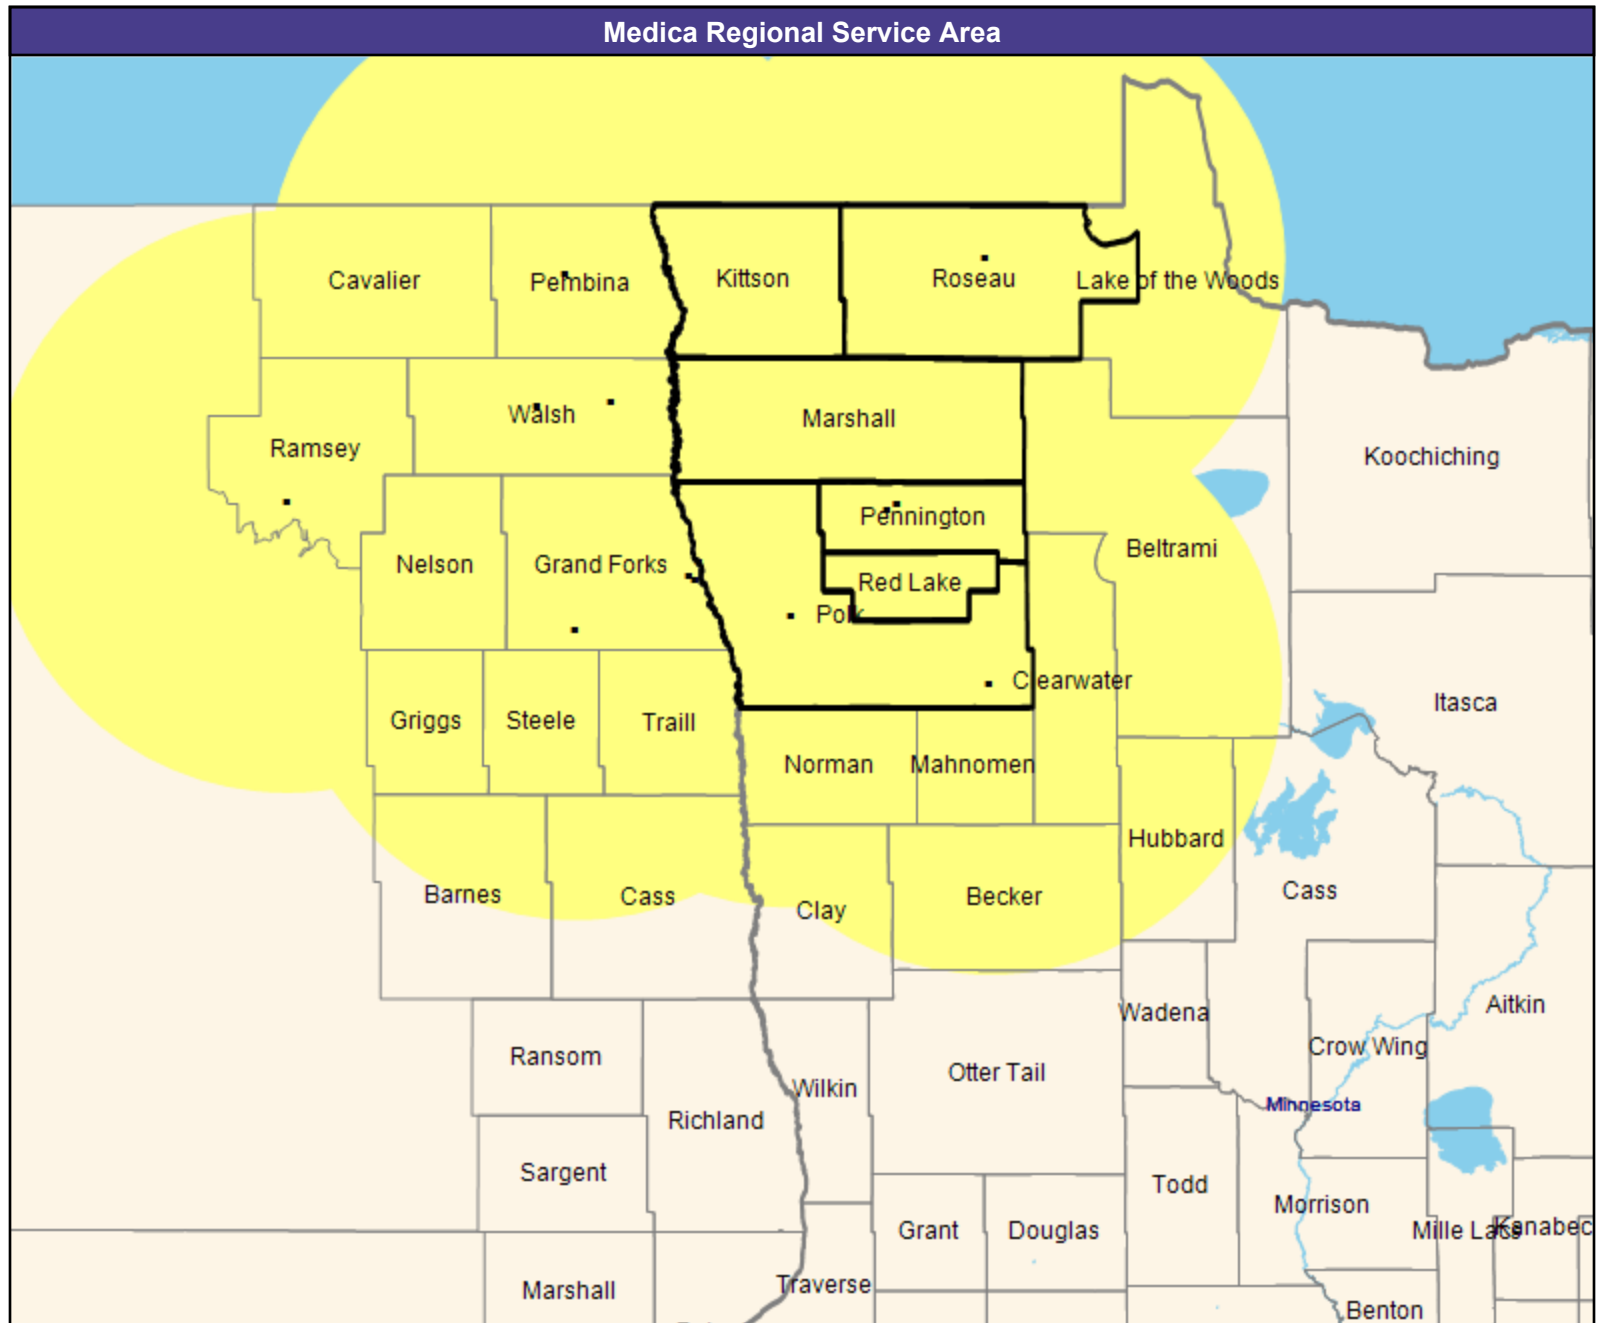 Medica Regional Service Area
Cavalier
Pembina
Kittson
Roseau
Lake of the Woods
Walsh
Marshall
Ramsey
Koochiching
Pennington
Beltrami
Nelson
Grand Forks
Red Lake
Polk
Clearwater
Itasca
Griggs
Steele
Traill
Norman
Mahnomen
Hubbard
Barnes
Cass
Clay
Becker
Cass
Wadena
Aitkin
Ransom
Otter Tail
Crow Wing
Wilkin
Minnesota
Richland
Sargent
Todd
Morrison
Grant
Douglas
Mille Lacs
Kanabec
Marshall
Traverse
Benton